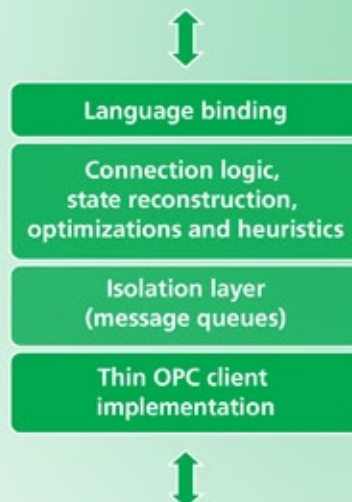 Language binding
Connection logic,
state reconstruction,
optimizations and heuristics
Isolation layer
(message queues)
Thin OPC client
implementation